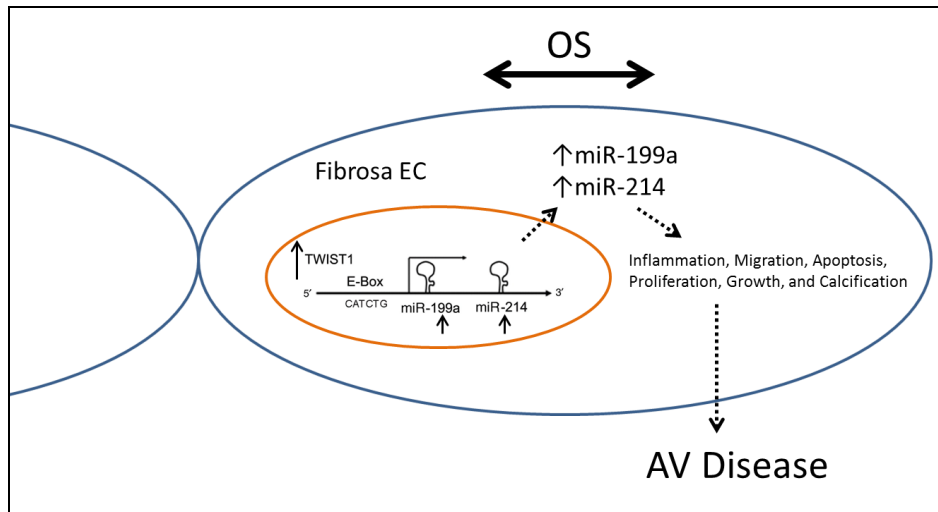 OS
Fibrosa EC
↑miR-199a
↑miR-214
↑TWIST1
E-Box
5′
3′
CATCTG
miR-199a
miR-214
Inflammation, Migration, Apoptosis,
Proliferation, Growth, and Calcification
AV Disease